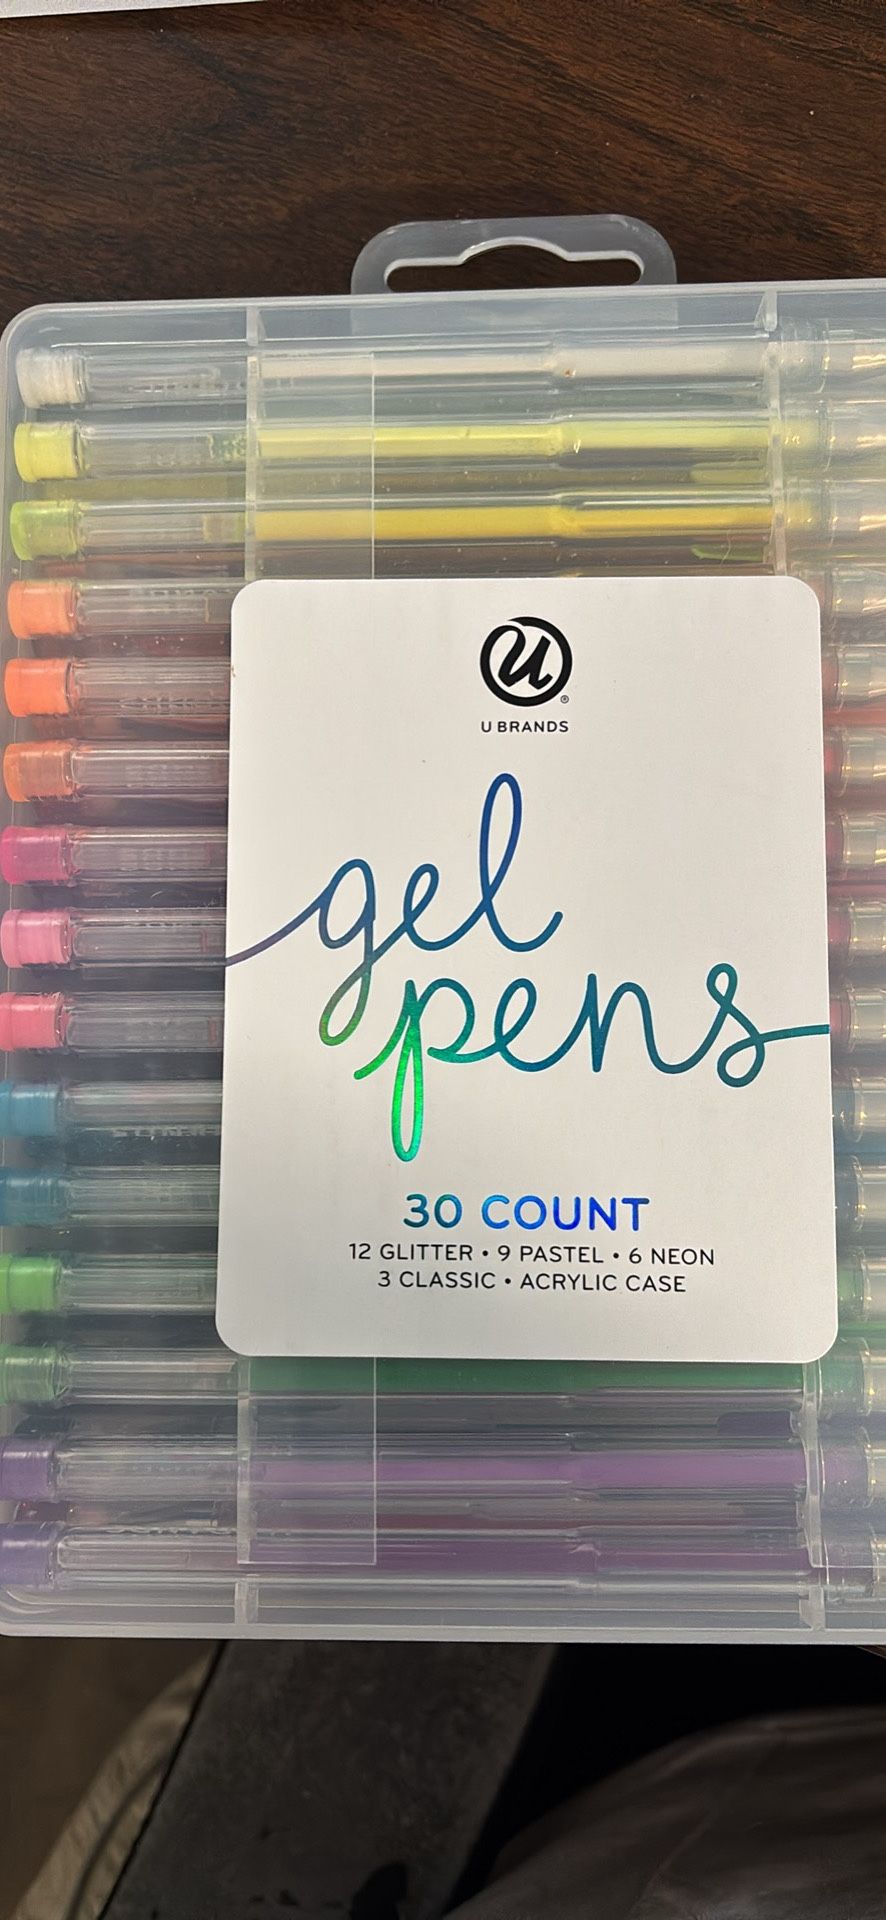 U
®
U BRANDS
gel
pens
30 COUNT
12 GLITTER • 9 PASTEL • 6 NEON
3 CLASSIC • ACRYLIC CASE